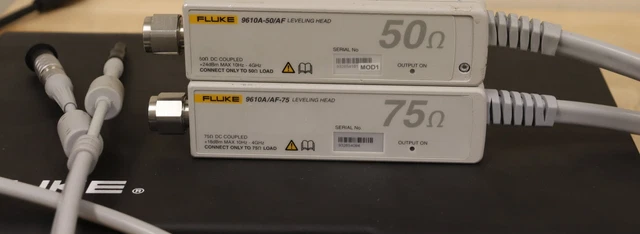 FLUKE 9610A-50/AF LEVELING HEAD
50Ω
50Ω DC COUPLED
+24dBm MAX 10Hz - 4GHz
CONNECT ONLY TO 50Ω LOAD
SERIAL No
MOD1
OUTPUT ON
FLUKE 9610A/AF-75 LEVELING HEAD
75Ω
75Ω DC COUPLED
+18dBm MAX 10Hz - 4GHz
CONNECT ONLY TO 75Ω LOAD
SERIAL No
OUTPUT ON
UKE ®